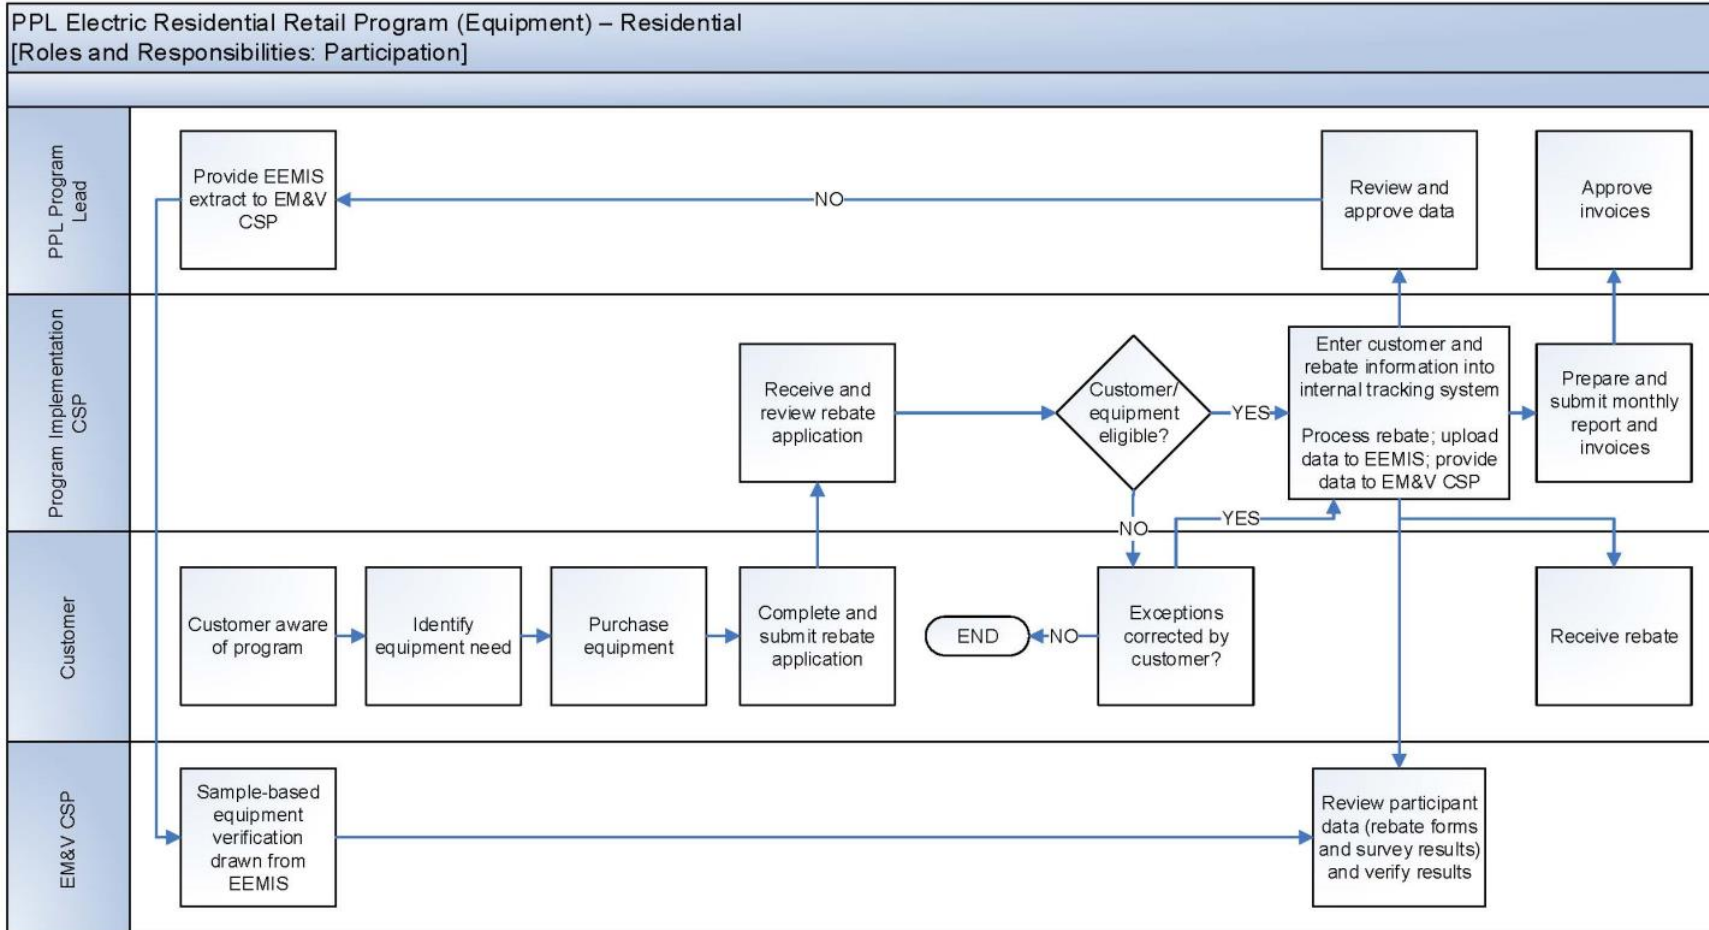 PPL Electric Residential Retail Program (Equipment) – Residential
[Roles and Responsibilities: Participation]
PPL Program
Lead
Provide EEMIS
extract to EM&V
CSP
NO
Review and
approve data
Approve
invoices
Program Implementation
CSP
Receive and
review rebate
application
Customer/
equipment
eligible?
YES
Enter customer and
rebate information into
internal tracking system
Process rebate; upload
data to EEMIS; provide
data to EM&V CSP
Prepare and
submit monthly
report and
invoices
NO
YES
Customer
Customer aware
of program
Identify
equipment need
Purchase
equipment
Complete and
submit rebate
application
END
NO
Exceptions
corrected by
customer?
Receive rebate
EM&V CSP
Sample-based
equipment
verification
drawn from
EEMIS
Review participant
data (rebate forms
and survey results)
and verify results